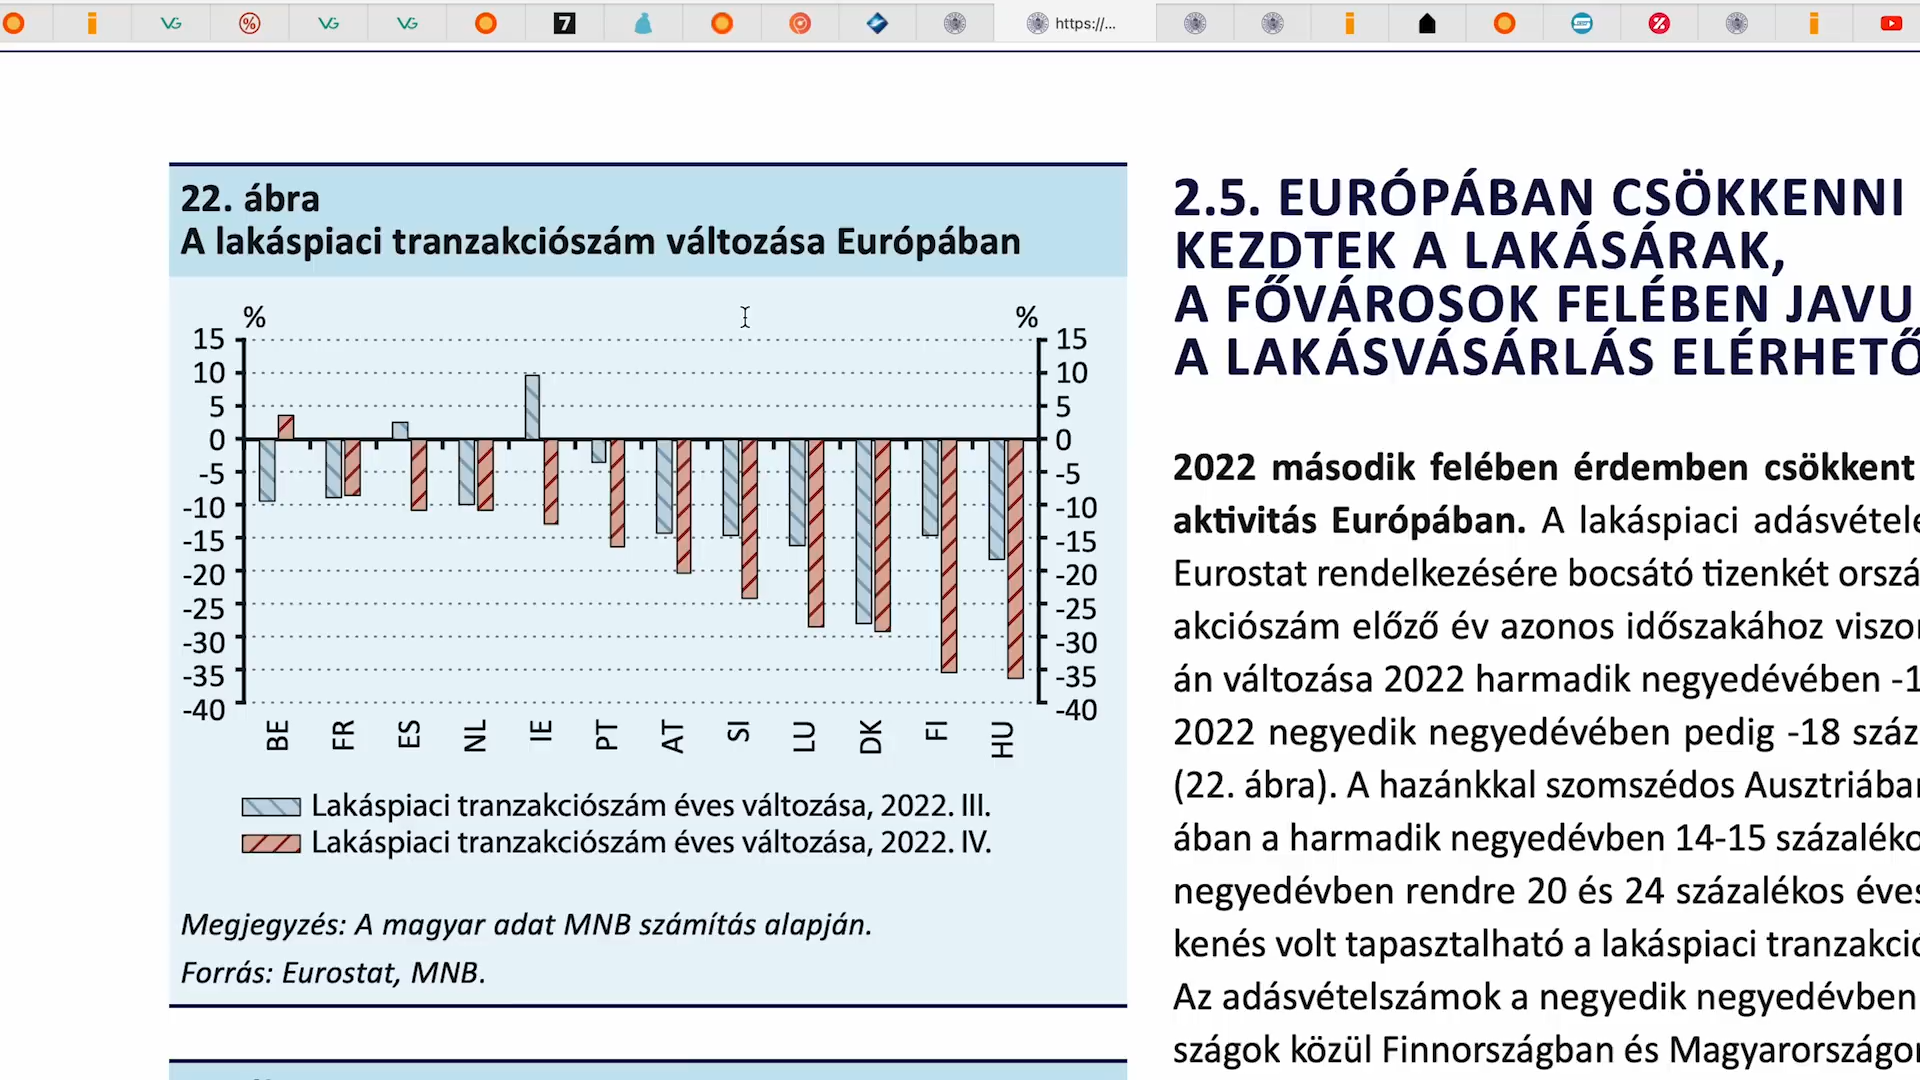 https://...
22. ábra
A lakáspiaci tranzakciószám változása Európában
% %
15 15
10 10
5 5
0 0
-5 -5
-10 -10
-15 -15
-20 -20
-25 -25
-30 -30
-35 -35
-40 -40
BE FR ES NL IE PT AT SI LU DK FI HU
Lakáspiaci tranzakciószám éves változása, 2022. III.
Lakáspiaci tranzakciószám éves változása, 2022. IV.
Megjegyzés: A magyar adat MNB számítás alapján.
Forrás: Eurostat, MNB.
2.5. EURÓPÁBAN CSÖKKENNI
KEZDTEK A LAKÁSÁRAK,
A FŐVÁROSOK FELÉBEN JAVU
A LAKÁSVÁSÁRLÁS ELÉRHETŐ
2022 második felében érdemben csökkent
aktivitás Európában. A lakáspiaci adásvétele
Eurostat rendelkezésére bocsátó tizenkét orszá
akciószám előző év azonos időszakához viszon
án változása 2022 harmadik negyedévében -1
2022 negyedik negyedévében pedig -18 száz
(22. ábra). A hazánkkal szomszédos Ausztriában
ában a harmadik negyedévben 14-15 százaléko
negyedévben rendre 20 és 24 százalékos éves
kenés volt tapasztalható a lakáspiaci tranzakció
Az adásvételszámok a negyedik negyedévben
szágok közül Finnországban és Magyarországon